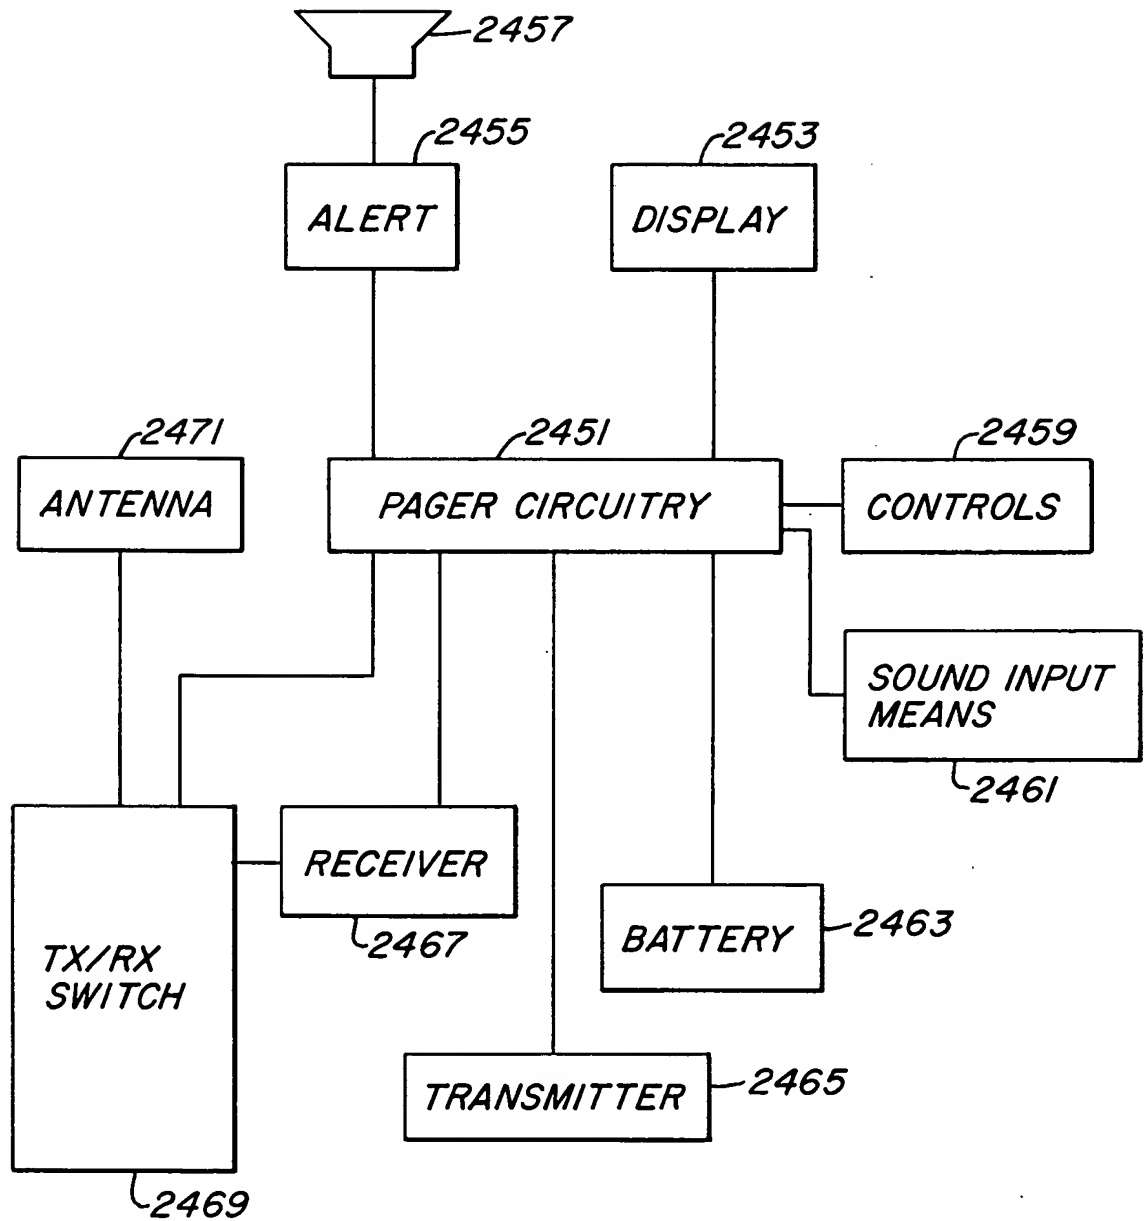 2457
2455
2453
ALERT
DISPLAY
2471
2451
2459
ANTENNA
PAGER CIRCUITRY
CONTROLS
SOUND INPUT
MEANS
2461
RECEIVER
2467
BATTERY
2463
TX/RX
SWITCH
TRANSMITTER
2465
2469